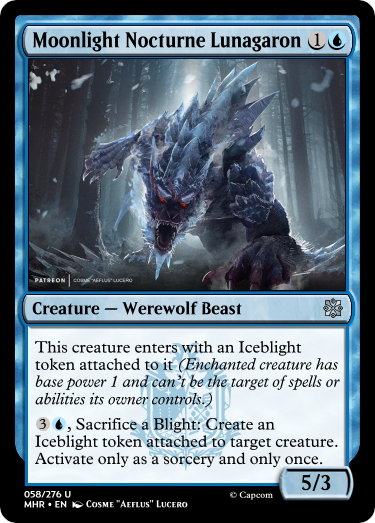 Moonlight Nocturne Lunagaron 1
PATREON | COSME "AEFLUS" LUCERO
Creature — Werewolf Beast
This creature enters with an Iceblight
token attached to it (Enchanted creature has
base power 1 and can't be the target of spells or
abilities its owner controls.)
3, Sacrifice a Blight: Create an
Iceblight token attached to target creature.
Activate only as a sorcery and only once.
5/3
058/276 U
MHR • EN Cosme "Aeflus" Lucero
© Capcom